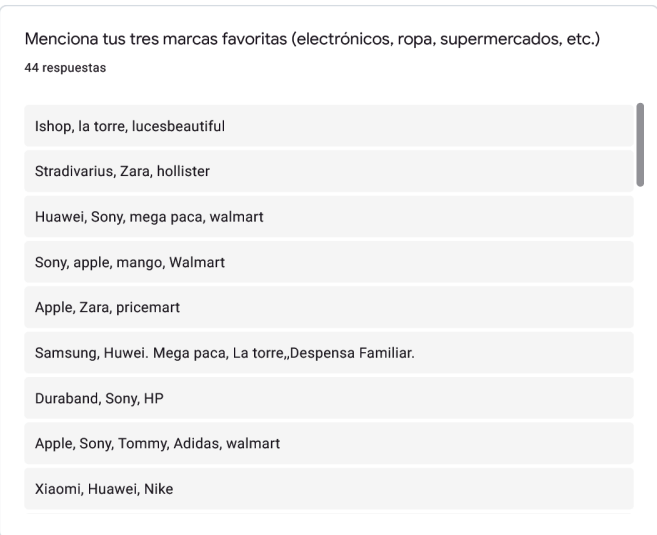 Menciona tus tres marcas favoritas (electrónicos, ropa, supermercados, etc.)
44 respuestas
Ishop, la torre, lucesbeautiful
Stradivarius, Zara, hollister
Huawei, Sony, mega paca, walmart
Sony, apple, mango, Walmart
Apple, Zara, pricemart
Samsung, Huwei. Mega paca, La torre,,Despensa Familiar.
Duraband, Sony, HP
Apple, Sony, Tommy, Adidas, walmart
Xiaomi, Huawei, Nike